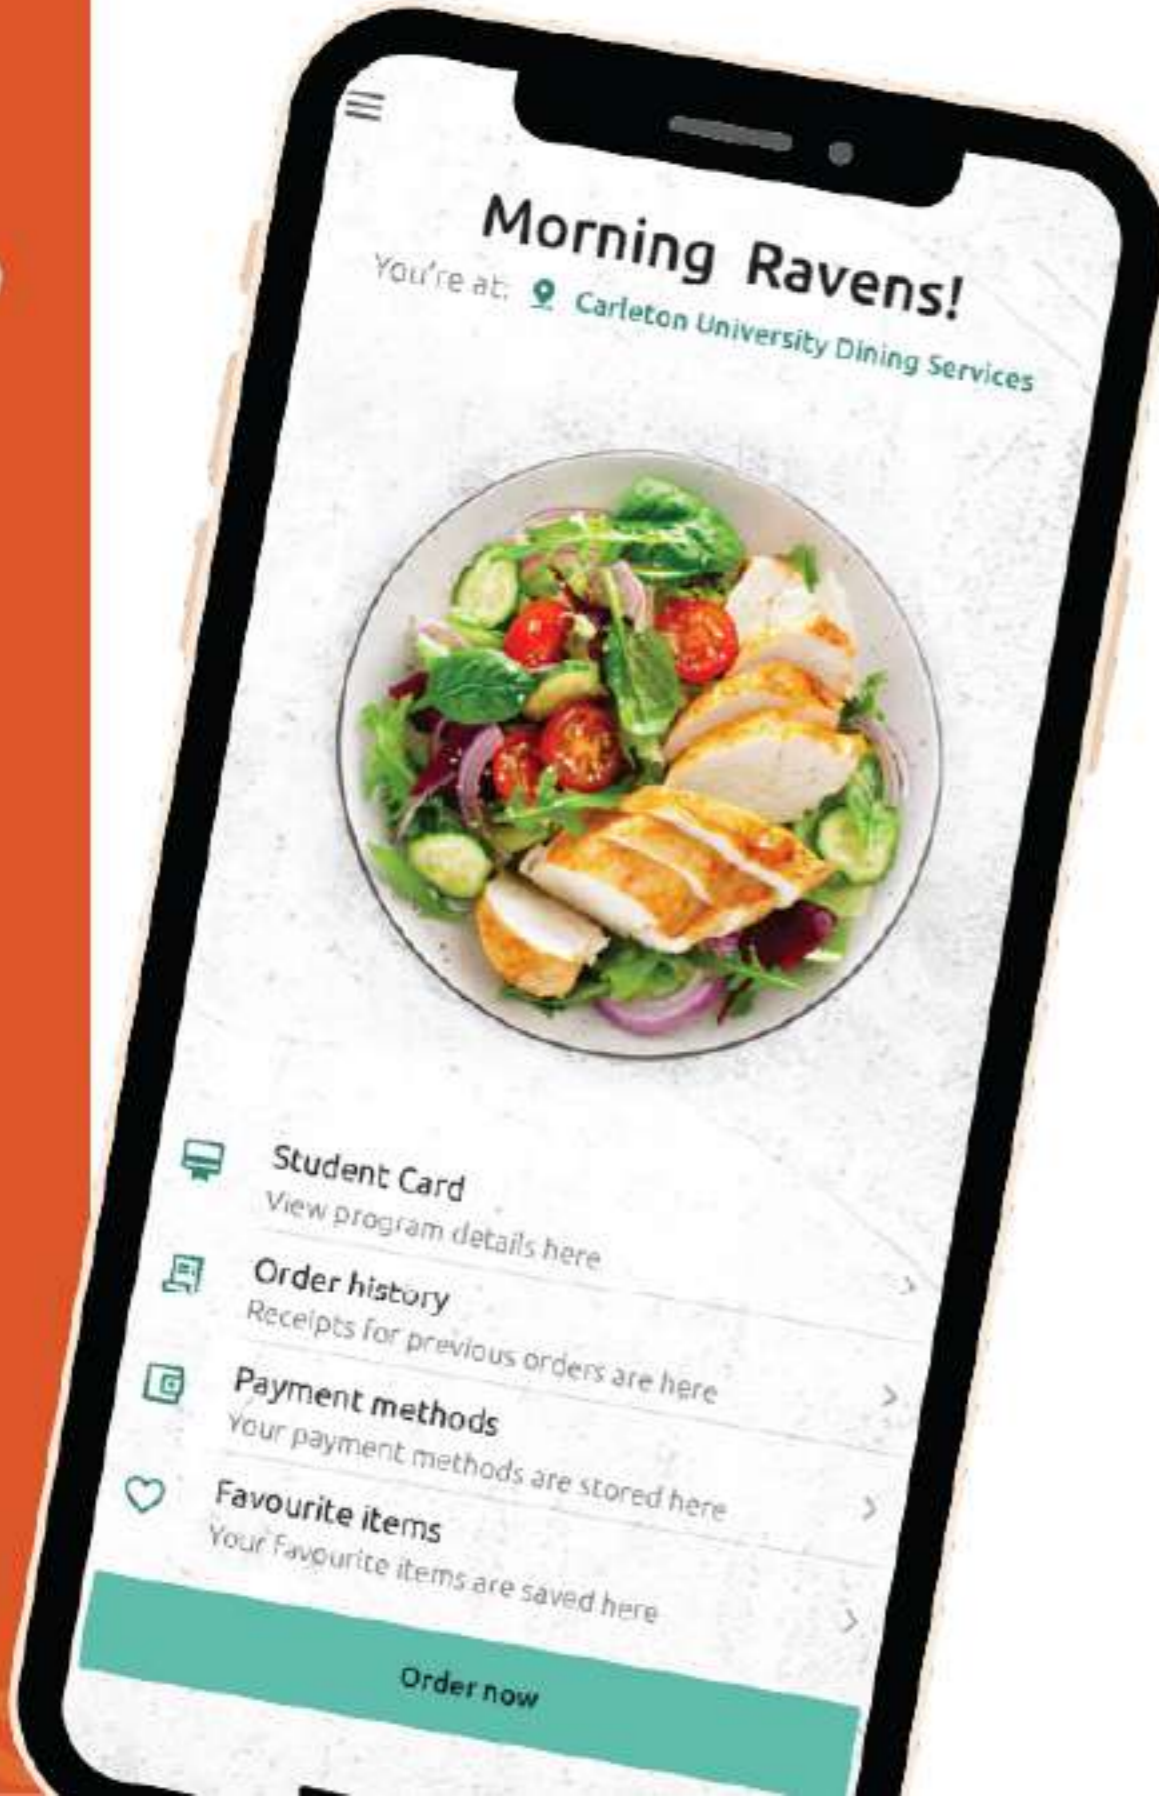 Morning Ravens!
You're at: Carleton University Dining Services
Student Card
View program details here
Order history
Receipts for previous orders are here
Payment methods
Your payment methods are stored here
Favourite items
Your favourite items are saved here
Order now